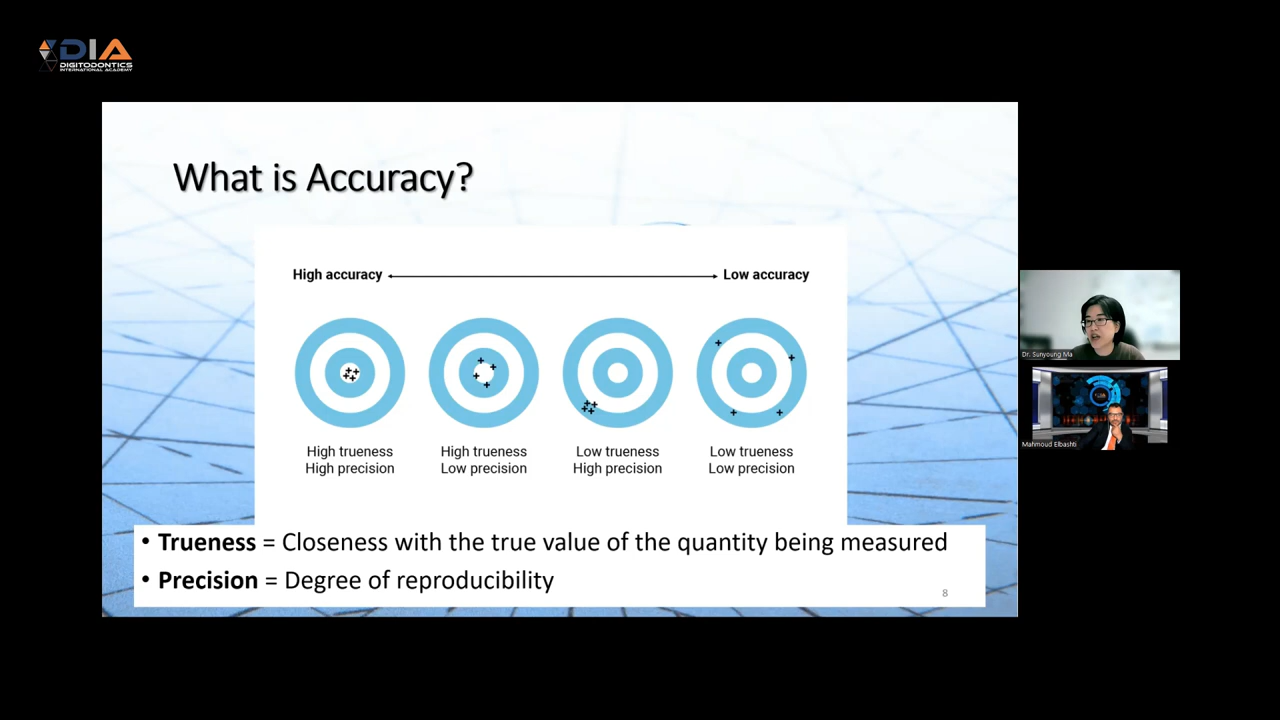 DIA
DIGITODONTICS
INTERNATIONAL ACADEMY
What is Accuracy?
High accuracy
Low accuracy
High trueness
High precision
High trueness
Low precision
Low trueness
High precision
Low trueness
Low precision
• Trueness = Closeness with the true value of the quantity being measured
• Precision = Degree of reproducibility
8
Dr. Sunyoung Ma
Mahmoud Elbashti